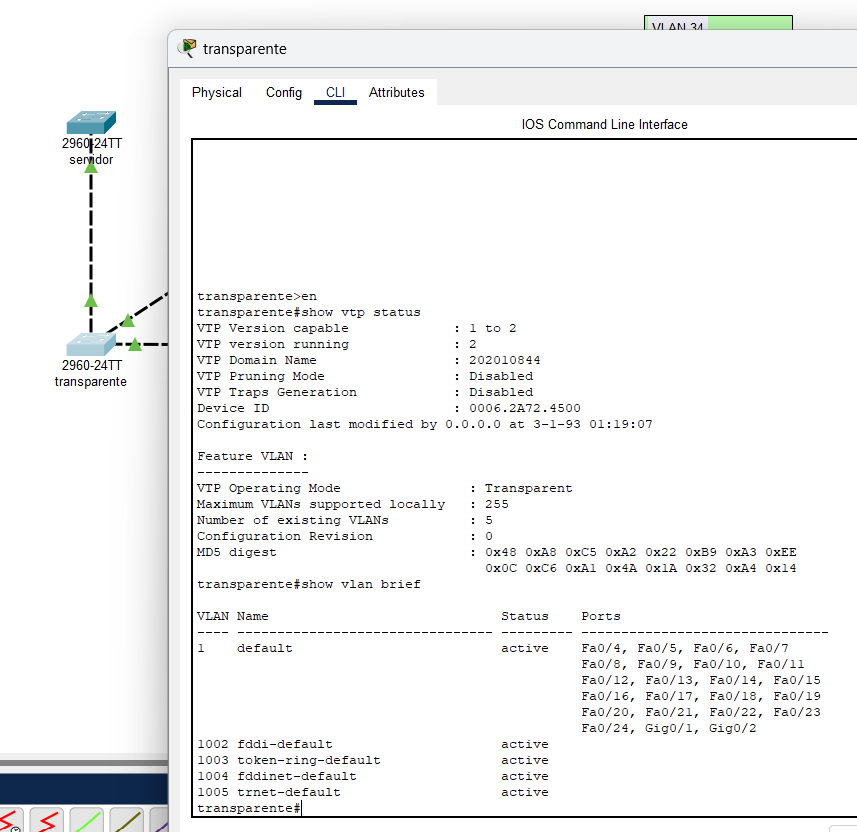 VLAN 34
transparente
Physical Config CLI Attributes
IOS Command Line Interface
2960-24TT
servidor
2960-24TT
transparente
transparente>en
transparente#show vtp status
VTP Version capable : 1 to 2
VTP version running : 2
VTP Domain Name : 202010844
VTP Pruning Mode : Disabled
VTP Traps Generation : Disabled
Device ID : 0006.2A72.4500
Configuration last modified by 0.0.0.0 at 3-1-93 01:19:07
Feature VLAN :
--------------
VTP Operating Mode : Transparent
Maximum VLANs supported locally : 255
Number of existing VLANs : 5
Configuration Revision : 0
MD5 digest : 0x48 0xA8 0xC5 0xA2 0x22 0xB9 0xA3 0xEE
0x0C 0xC6 0xA1 0x4A 0x1A 0x32 0xA4 0x14
transparente#show vlan brief
VLAN Name Status Ports
---- -------------------------------- --------- -------------------------------
1 default active Fa0/4, Fa0/5, Fa0/6, Fa0/7
Fa0/8, Fa0/9, Fa0/10, Fa0/11
Fa0/12, Fa0/13, Fa0/14, Fa0/15
Fa0/16, Fa0/17, Fa0/18, Fa0/19
Fa0/20, Fa0/21, Fa0/22, Fa0/23
Fa0/24, Gig0/1, Gig0/2
1002 fddi-default active
1003 token-ring-default active
1004 fddinet-default active
1005 trnet-default active
transparente#